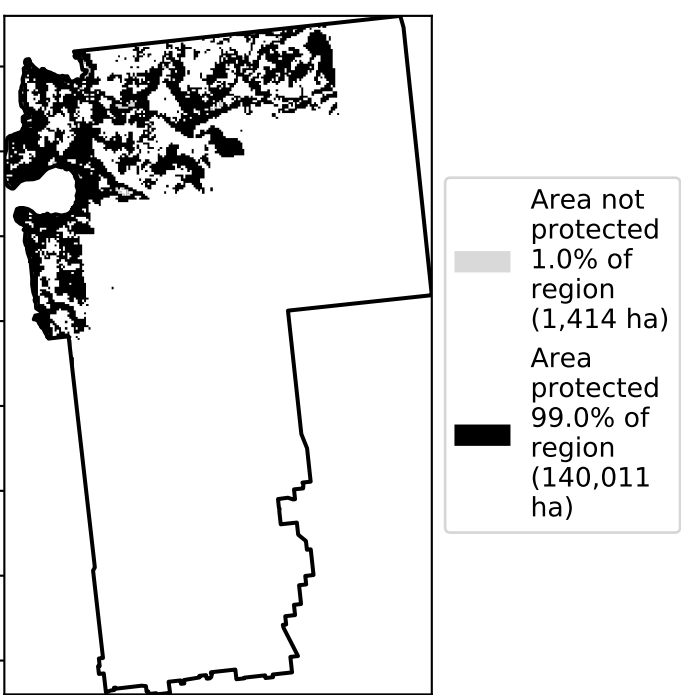 Area not
protected
1.0% of
region
(1,414 ha)
Area
protected
99.0% of
region
(140,011
ha)